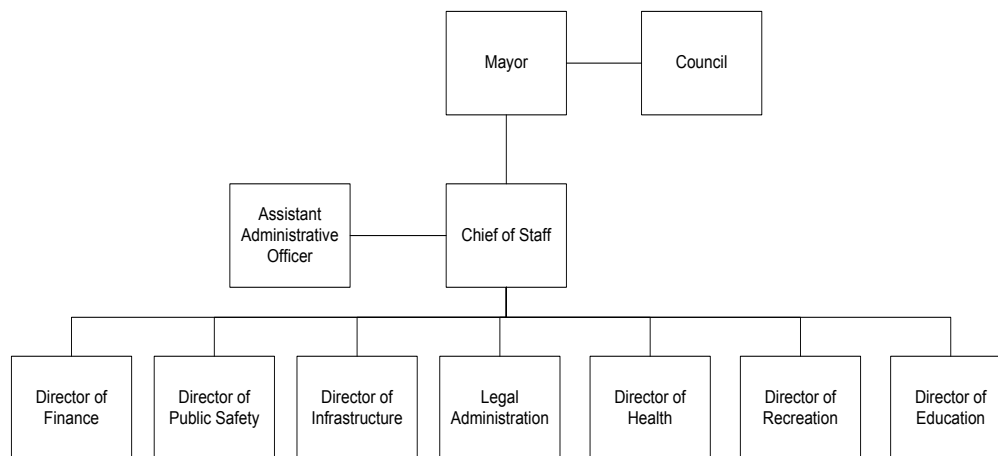 Mayor
Council
Assistant
Administrative
Officer
Chief of Staff
Director of
Finance
Director of
Public Safety
Director of
Infrastructure
Legal
Administration
Director of
Health
Director of
Recreation
Director of
Education